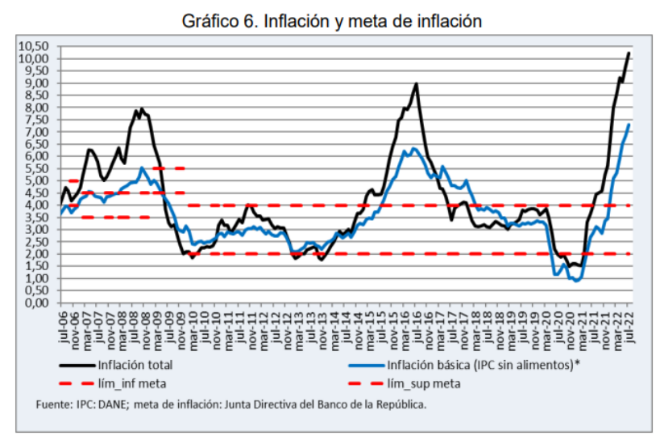 Gráfico 6. Inflación y meta de inflación
10,50
10,00
9,50
9,00
8,50
8,00
7,50
7,00
6,50
6,00
5,50
5,00
4,50
4,00
3,50
3,00
2,50
2,00
1,50
1,00
0,50
0,00
jul-06
nov-06
mar-07
jul-07
nov-07
mar-08
jul-08
nov-08
mar-09
jul-09
nov-09
mar-10
jul-10
nov-10
mar-11
jul-11
nov-11
mar-12
jul-12
nov-12
mar-13
jul-13
nov-13
mar-14
jul-14
nov-14
mar-15
jul-15
nov-15
mar-16
jul-16
nov-16
mar-17
jul-17
nov-17
mar-18
jul-18
nov-18
mar-19
jul-19
nov-19
mar-20
jul-20
nov-20
mar-21
jul-21
nov-21
mar-22
jul-22
Inflación total
Inflación básica (IPC sin alimentos)*
lím_inf meta
lím_sup meta
Fuente: IPC: DANE; meta de inflación: Junta Directiva del Banco de la República.